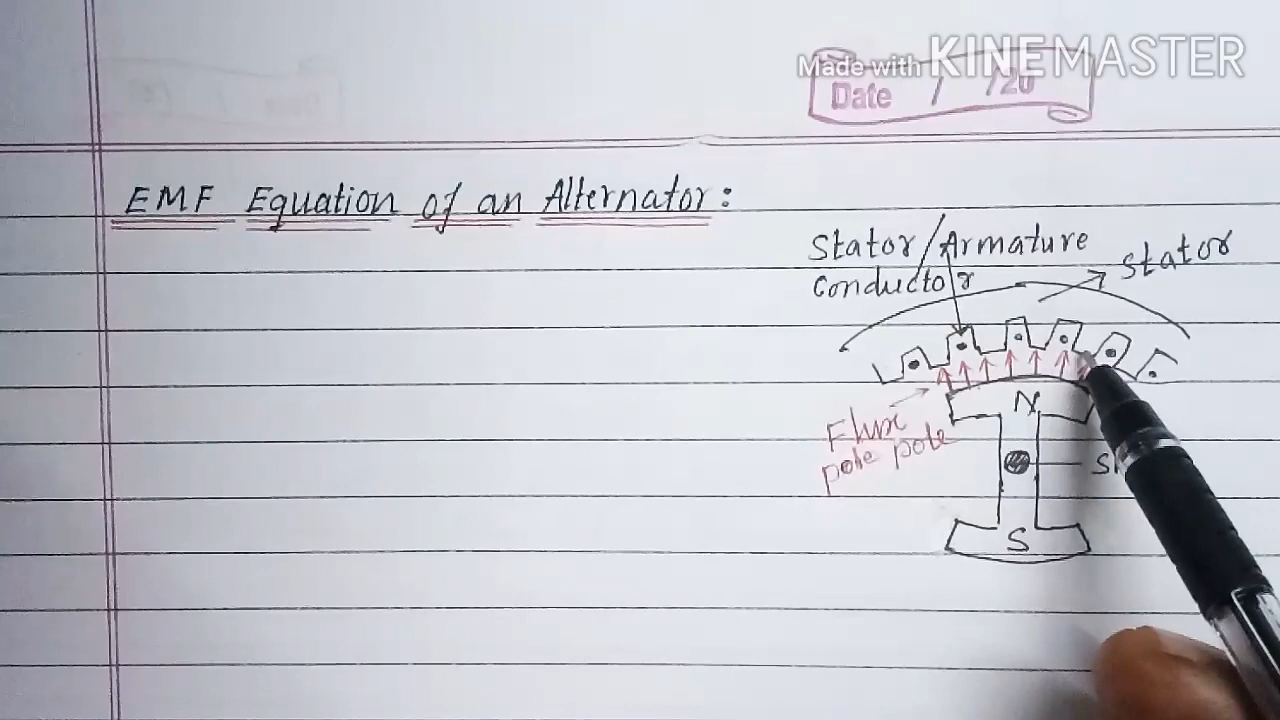 Made with KINEMASTER
Date / /20
EMF Equation of an Alternator:
Stator/Armature
Conductor
Stator
N
Flux
pole pole
S